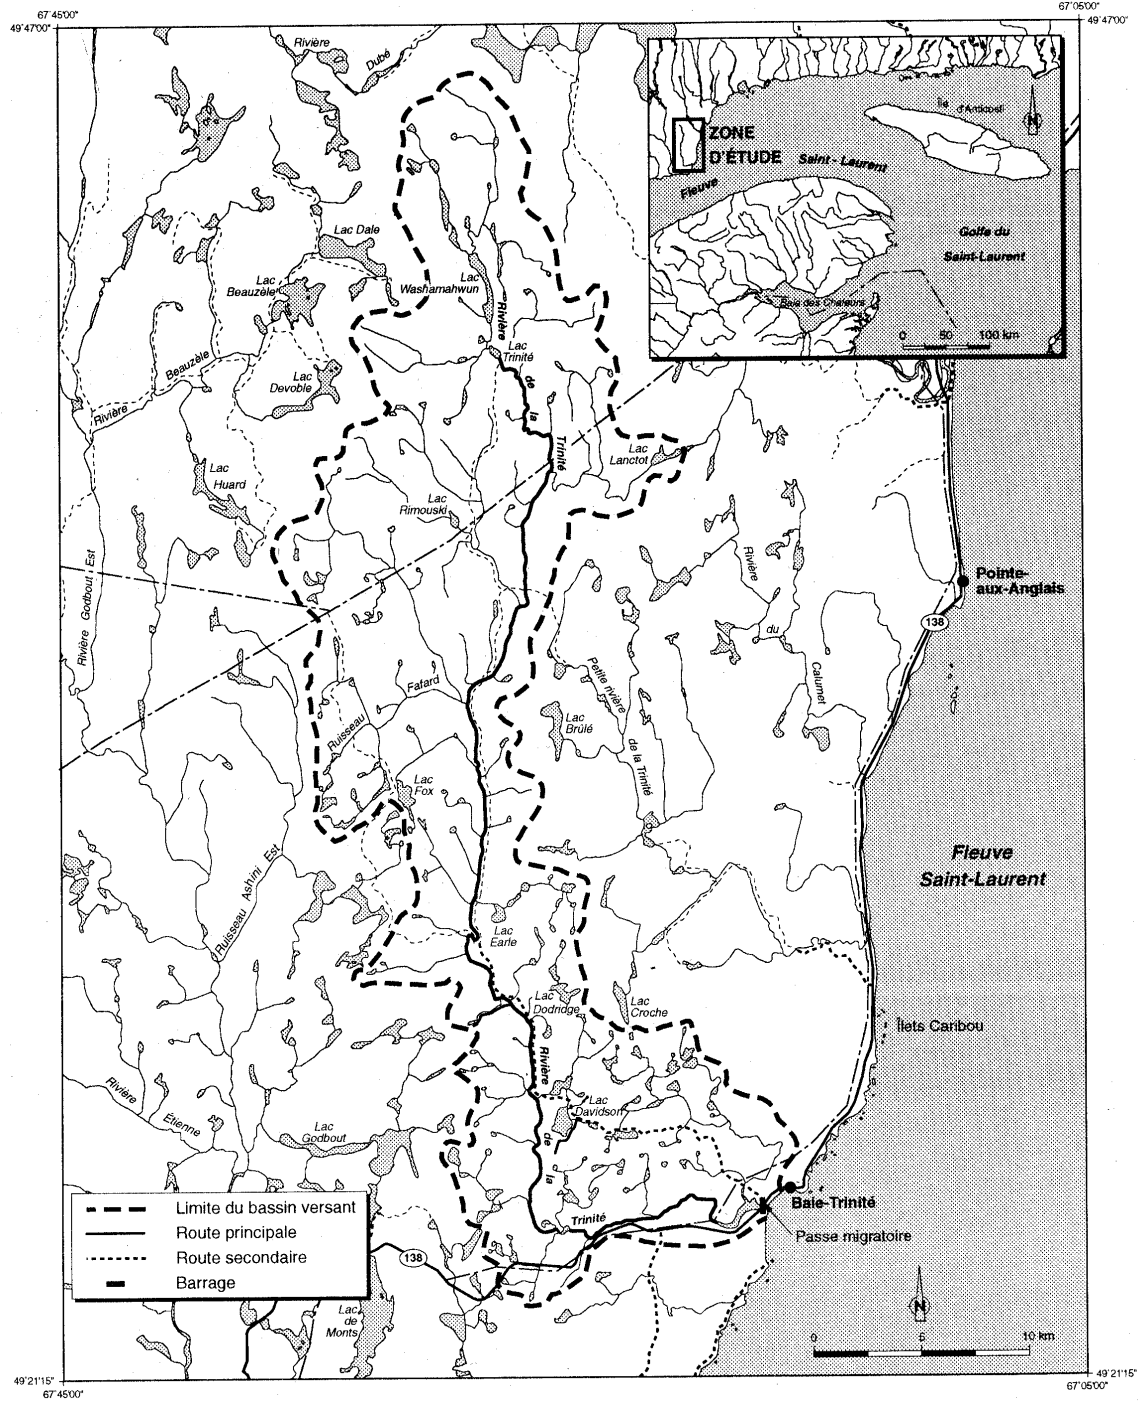 67°45'00"
67°05'00"
49°47'00"
49°47'00"
Rivière
Dubé
Île d'Anticosti
N
ZONE
D'ÉTUDE
Saint-Laurent
Fleuve
Golfe du
Saint-Laurent
Baie des Chaleurs
0 50 100 km
Lac Dale
Lac
Beauzèle
Lac
Washamahwun
Rivière
Lac
Trinité
de
la
Trinité
Beauzèle
Rivière
Lac
Devoble
Lac
Lanctot
Lac
Huard
Lac
Rimouski
Rivière Godbout Est
Rivière
du
Calumet
Pointe-
aux-Anglais
138
Petite rivière
de la Trinité
Fafard
Ruisseau
Lac
Brûlé
Lac
Fox
Fleuve
Saint-Laurent
Ruisseau Astini Est
Lac
Earle
Lac
Dodridge
Lac
Croche
Îlets Caribou
Rivière
Rivière
Étienne
Lac
Davidson
Lac
Godbout
de
la
Trinité
Baie-Trinité
Passe migratoire
Limite du bassin versant
Route principale
Route secondaire
Barrage
138
Lac
de
Monts
N
0 5 10 km
49°21'15"
49°21'15"
67°45'00"
67°05'00"